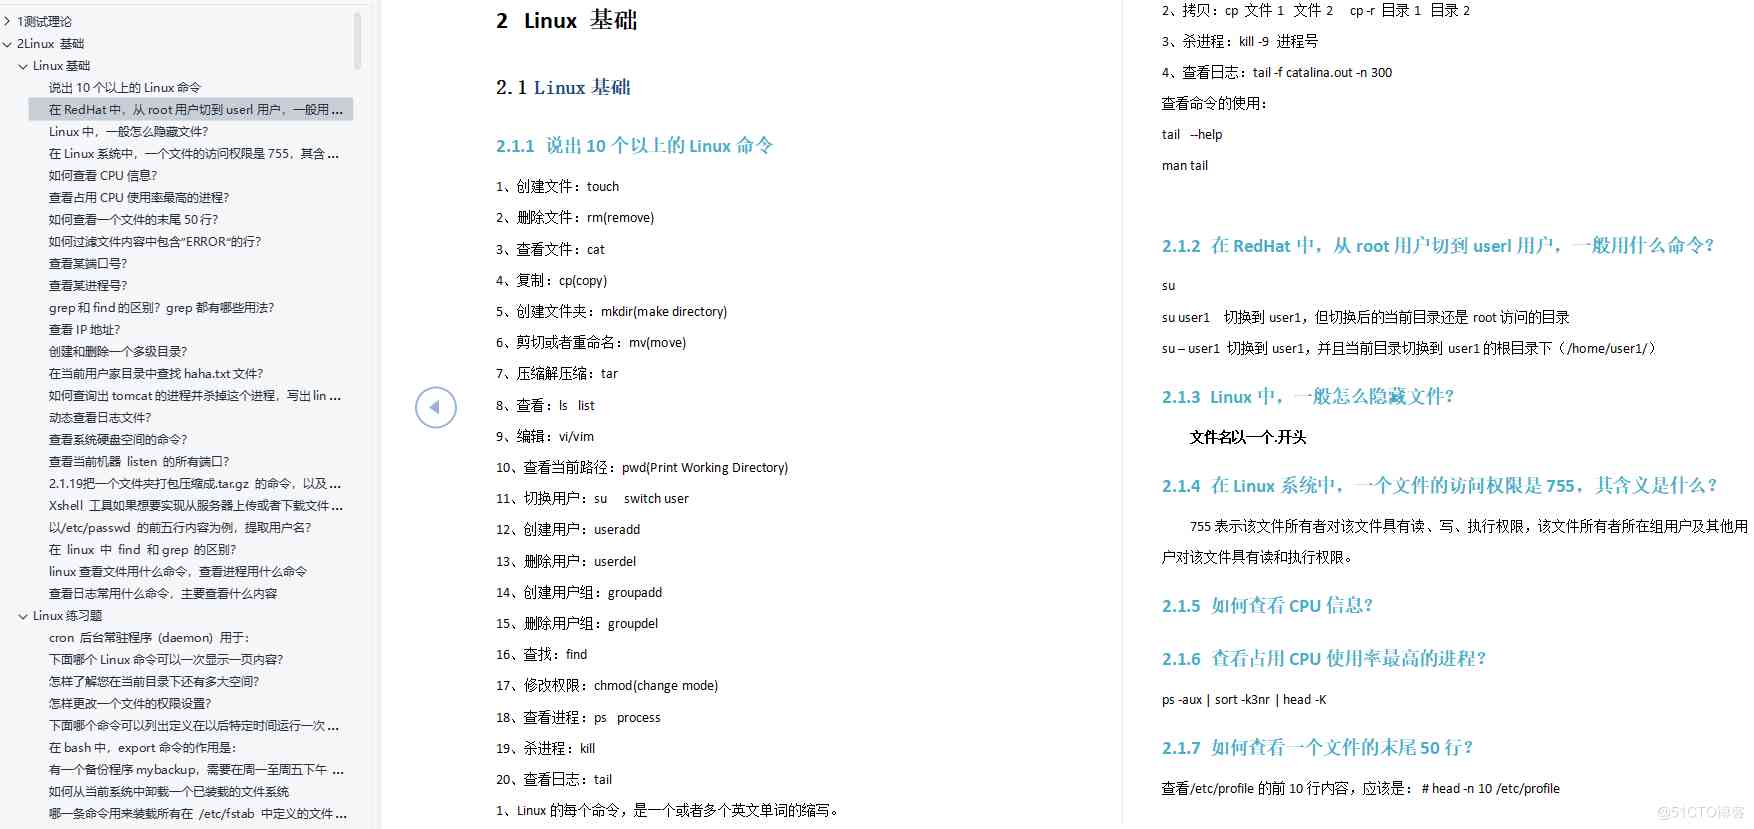 1测试理论
2Linux 基础
Linux 基础
说出 10 个以上的 Linux 命令
在 RedHat 中，从 root 用户切到 userl 用户，一般用 ...
Linux 中，一般怎么隐藏文件？
在 Linux 系统中，一个文件的访问权限是 755，其含 ...
如何查看 CPU 信息？
查看占用 CPU 使用率最高的进程？
如何查看一个文件的末尾 50 行？
如何过滤文件内容中包含"ERROR"的行？
查看某端口号？
查看某进程号？
grep 和 find 的区别？grep 都有哪些用法？
查看 IP 地址？
创建和删除一个多级目录？
在当前用户家目录中查找 haha.txt 文件？
如何查询出 tomcat 的进程并杀掉这个进程，写出 lin ...
动态查看日志文件？
查看系统硬盘空间的命令？
查看当前机器 listen 的所有端口？
2.1.19把一个文件夹打包压缩成.tar.gz 的命令，以及 ...
Xshell 工具如果想要实现从服务器上传或者下载文件 ...
以/etc/passwd 的前五行内容为例，提取用户名？
在 linux 中 find 和 grep 的区别？
linux 查看文件用什么命令，查看进程用什么命令
查看日志常用什么命令，主要查看什么内容
Linux 练习题
cron 后台常驻程序 (daemon) 用于：
下面哪个 Linux 命令可以一次显示一页内容？
怎样了解您在当前目录下还有多大空间？
怎样更改一个文件的权限设置？
下面哪个命令可以列出定义在以后特定时间运行一次 ...
在 bash 中，export 命令的作用是：
有一个备份程序 mybackup，需要在周一至周五下午 ...
如何从当前系统中卸载一个已装载的文件系统
哪一条命令用来装载所有在 /etc/fstab 中定义的文件 ...
2 Linux 基础
2.1 Linux 基础
2.1.1 说出 10 个以上的 Linux 命令
1、创建文件：touch
2、删除文件：rm(remove)
3、查看文件：cat
4、复制：cp(copy)
5、创建文件夹：mkdir(make directory)
6、剪切或者重命名：mv(move)
7、压缩解压缩：tar
8、查看：ls list
9、编辑：vi/vim
10、查看当前路径：pwd(Print Working Directory)
11、切换用户：su switch user
12、创建用户：useradd
13、删除用户：userdel
14、创建用户组：groupadd
15、删除用户组：groupdel
16、查找：find
17、修改权限：chmod(change mode)
18、查看进程：ps process
19、杀进程：kill
20、查看日志：tail
1、Linux 的每个命令，是一个或者多个英文单词的缩写。
2、拷贝：cp 文件 1 文件 2 cp -r 目录 1 目录 2
3、杀进程：kill -9 进程号
4、查看日志：tail -f catalina.out -n 300
查看命令的使用：
tail --help
man tail
2.1.2 在 RedHat 中，从 root 用户切到 userl 用户，一般用什么命令？
su
su user1 切换到 user1，但切换后的当前目录还是 root 访问的目录
su – user1 切换到 user1，并且当前目录切换到 user1 的根目录下（/home/user1/）
2.1.3 Linux 中，一般怎么隐藏文件？
文件名以一个.开头
2.1.4 在 Linux 系统中，一个文件的访问权限是 755，其含义是什么？
755 表示该文件所有者对该文件具有读、写、执行权限，该文件所有者所在组用户及其他用
户对该文件具有读和执行权限。
2.1.5 如何查看 CPU 信息？
2.1.6 查看占用 CPU 使用率最高的进程？
ps -aux | sort -k3nr | head -K
2.1.7 如何查看一个文件的末尾 50 行？
查看/etc/profile 的前 10 行内容，应该是： # head -n 10 /etc/profile
@51CTO博客